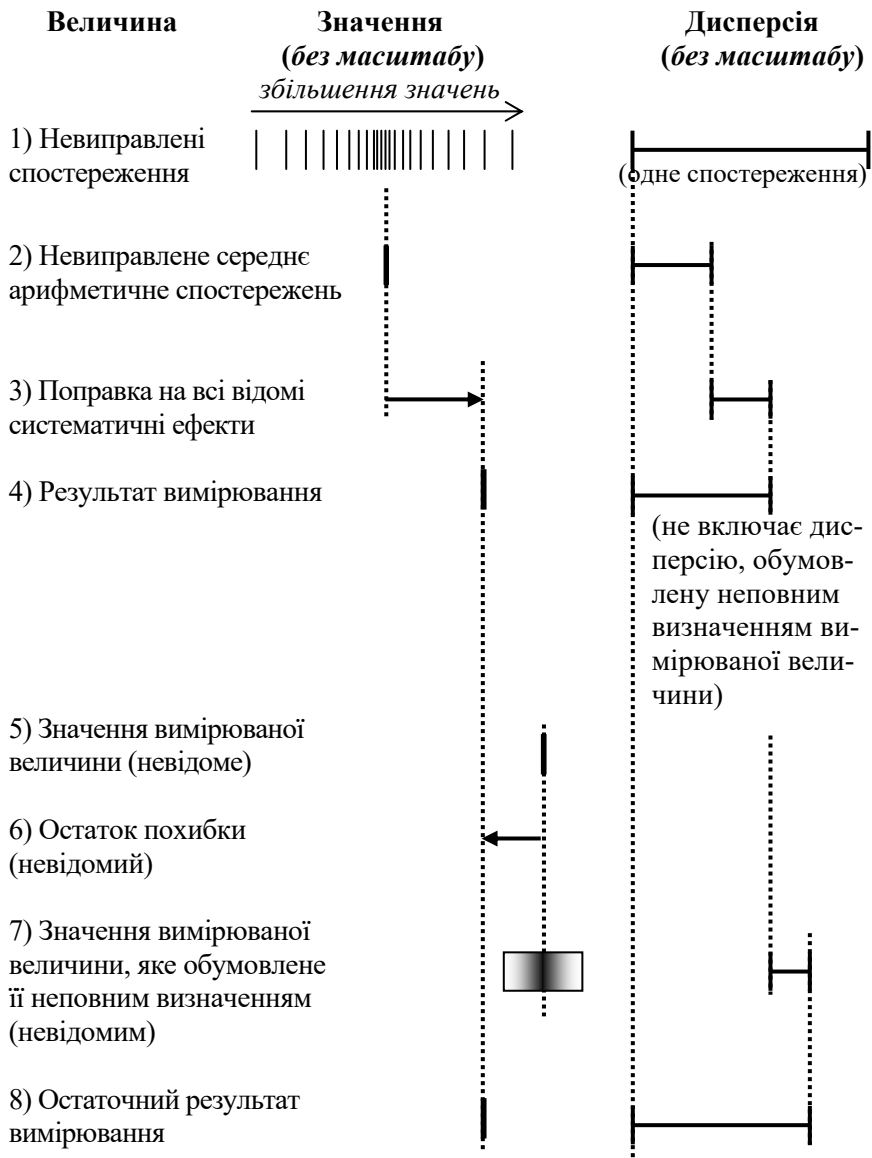 Величина Значення Дисперсія
(без масштабу) (без масштабу)
збільшення значень
1) Невиправлені
спостереження
(одне спостереження)
2) Невиправлене середнє
арифметичне спостережень
3) Поправка на всі відомі
систематичні ефекти
4) Результат вимірювання
(не включає дис-
персію, обумов-
лену неповним
визначенням ви-
мірюваної вели-
чини)
5) Значення вимірюваної
величини (невідоме)
6) Остаток похибки
(невідомий)
7) Значення вимірюваної
величини, яке обумовлене
її неповним визначенням
(невідомим)
8) Остаточний результат
вимірювання